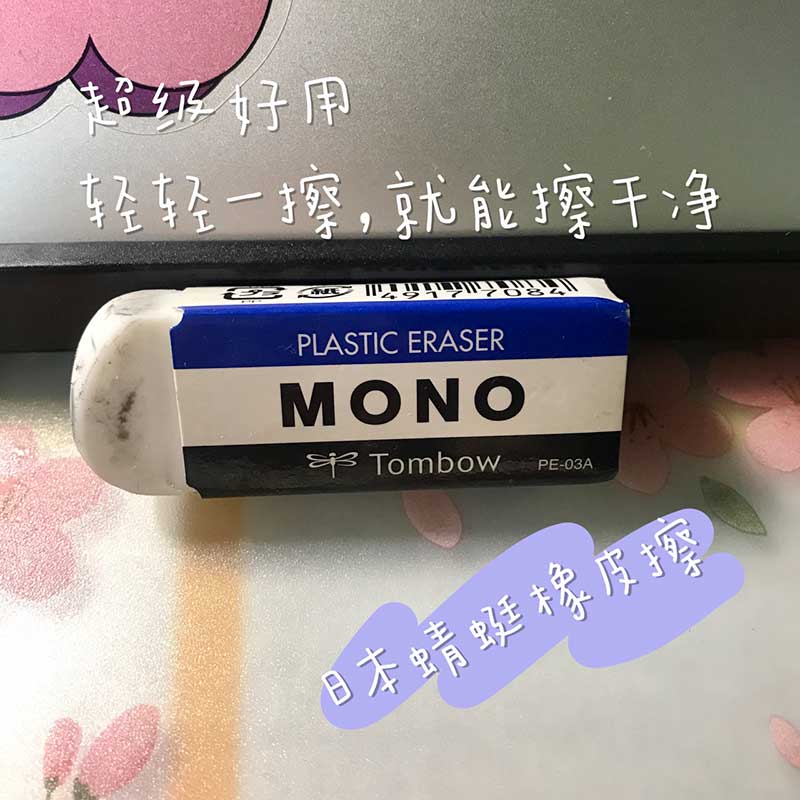 超级好用
轻轻一擦,就能擦干净
4917 7084
PLASTIC ERASER
MONO
Tombow PE-03A
日本蜻蜓橡皮擦